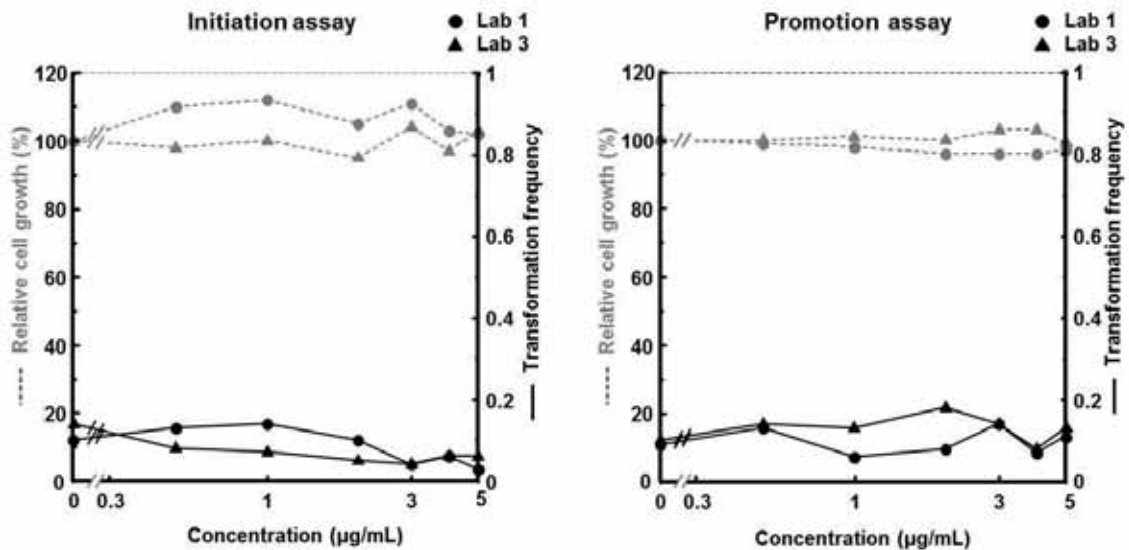 Initiation assay
Lab 1
Lab 3
120
100
80
60
40
20
0
Relative cell growth (%)
1
0.8
0.6
0.4
0.2
0
Transformation frequency
0 0.3 1 3 5
Concentration (µg/mL)
Promotion assay
Lab 1
Lab 3
120
100
80
60
40
20
0
Relative cell growth (%)
1
0.8
0.6
0.4
0.2
0
Transformation frequency
0 0.3 1 3 5
Concentration (µg/mL)